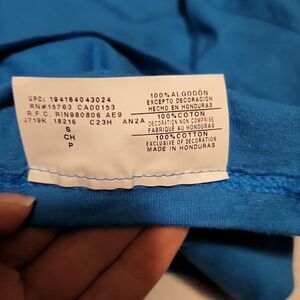 UPC: 194164043024
RN#15763 CA00153
R.F.C. RIN980806 AE9
J719K 18216 C23H AN2A
S
CH
P
100% ALGODÓN
EXCEPTO DECORACIÓN
HECHO EN HONDURAS
100% COTON
DECORATION NON COMPRISE
FABRIQUÉ AU HONDURAS
100% COTTON
EXCLUSIVE OF DECORATION
MADE IN HONDURAS